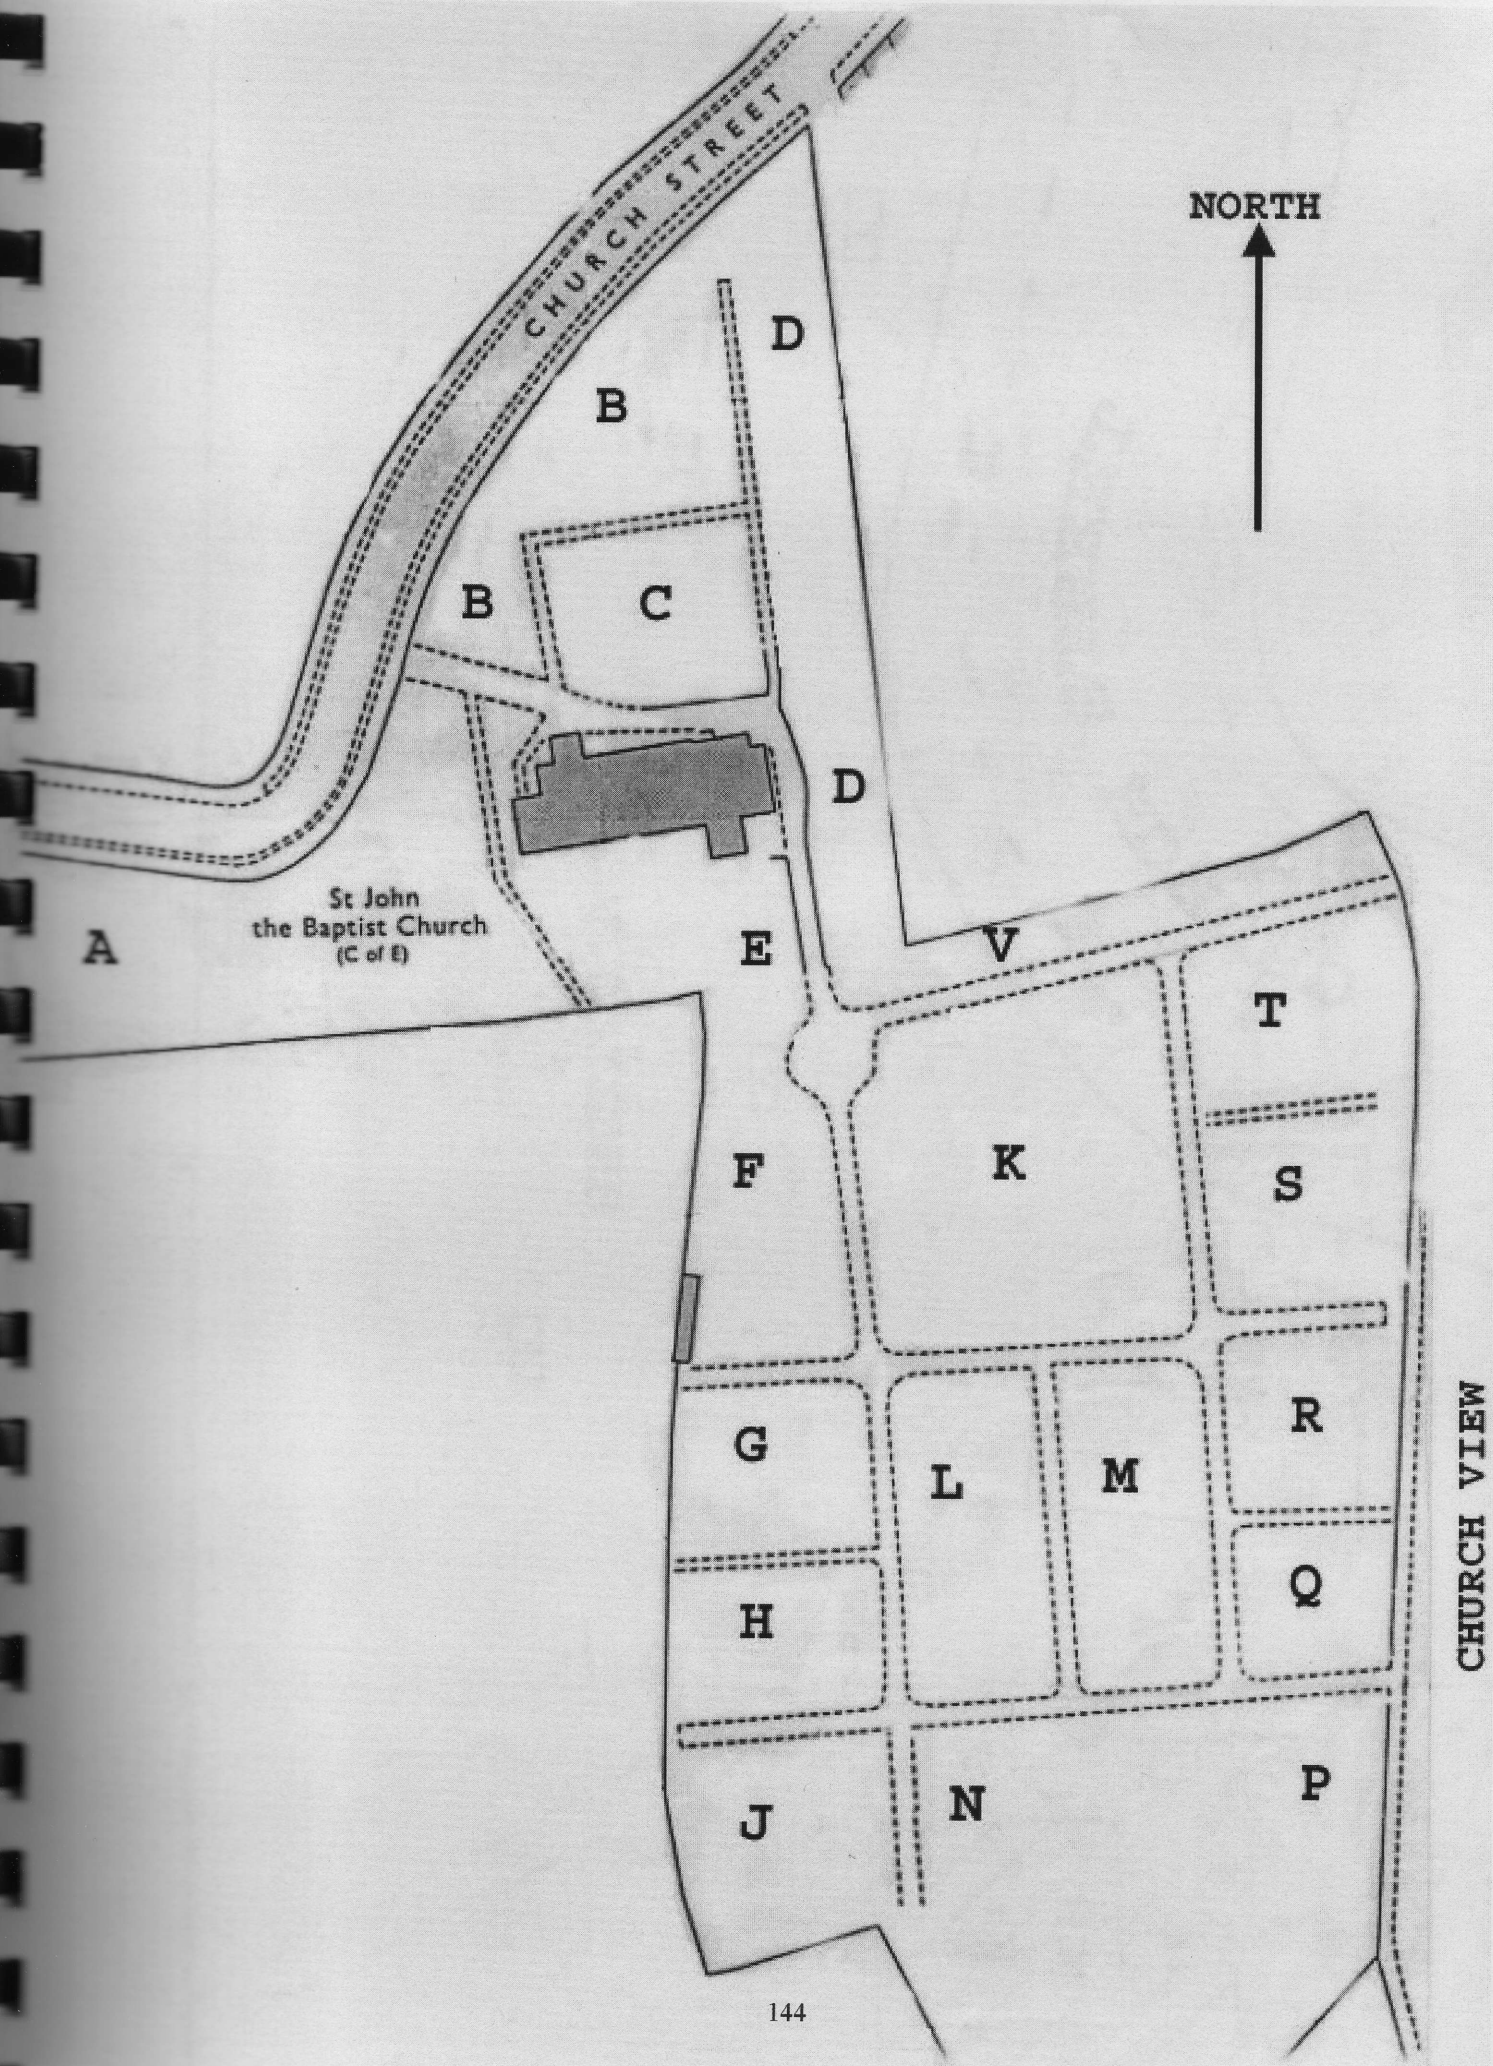 CHURCH STREET
NORTH
D
B
B
C
D
St John
the Baptist Church
(C of E)
A
E
V
T
F
K
S
G
L
M
R
H
Q
J
N
P
CHURCH VIEW
144